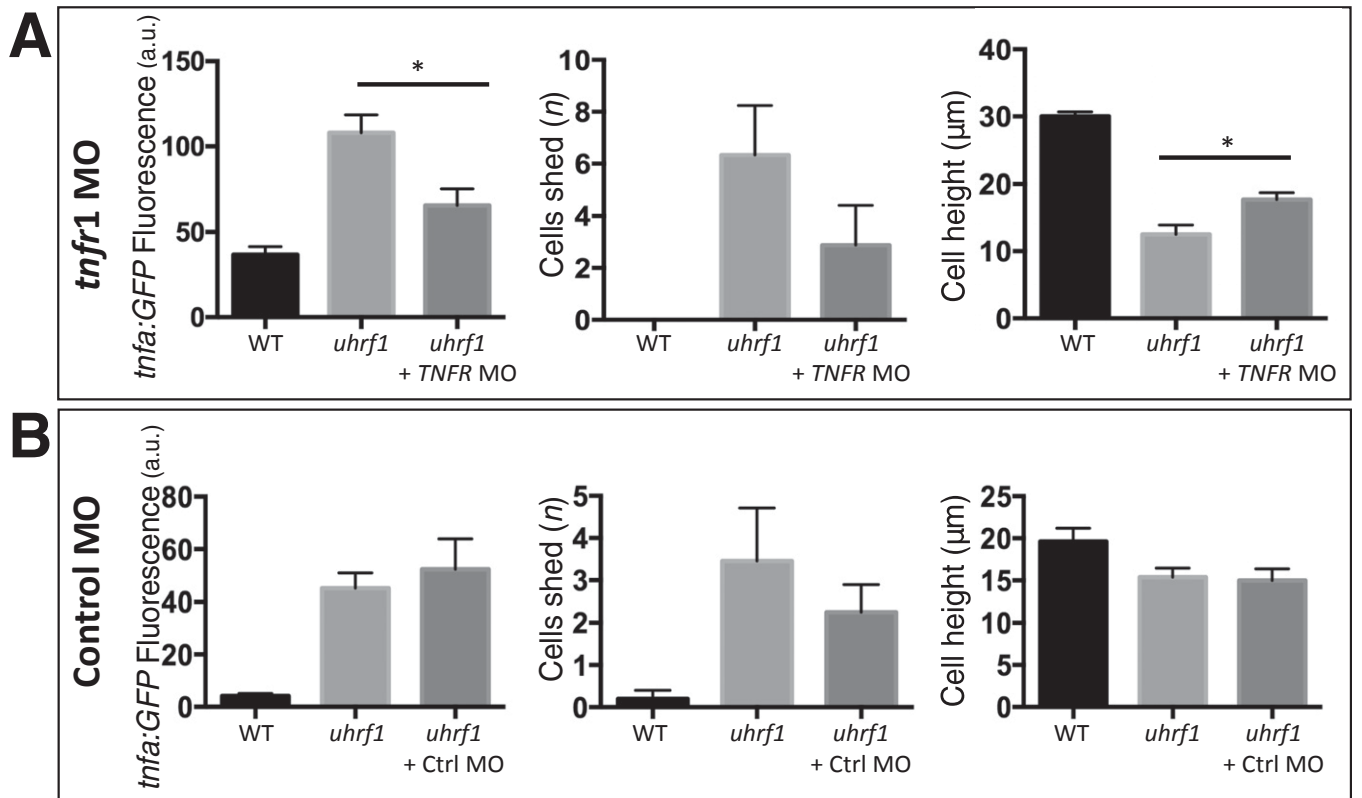 A
tnfr1 MO
tnfa:GFP Fluorescence (a.u.)
150
100
50
0
*
WT
uhrf1
uhrf1
+ TNFR MO
Cells shed (n)
10
8
6
4
2
0
WT
uhrf1
uhrf1
+ TNFR MO
Cell height (μm)
40
30
20
10
0
*
WT
uhrf1
uhrf1
+ TNFR MO
B
Control MO
tnfa:GFP Fluorescence (a.u.)
80
60
40
20
0
WT
uhrf1
uhrf1
+ Ctrl MO
Cells shed (n)
5
4
3
2
1
0
WT
uhrf1
uhrf1
+ Ctrl MO
Cell height (μm)
25
20
15
10
5
0
WT
uhrf1
uhrf1
+ Ctrl MO